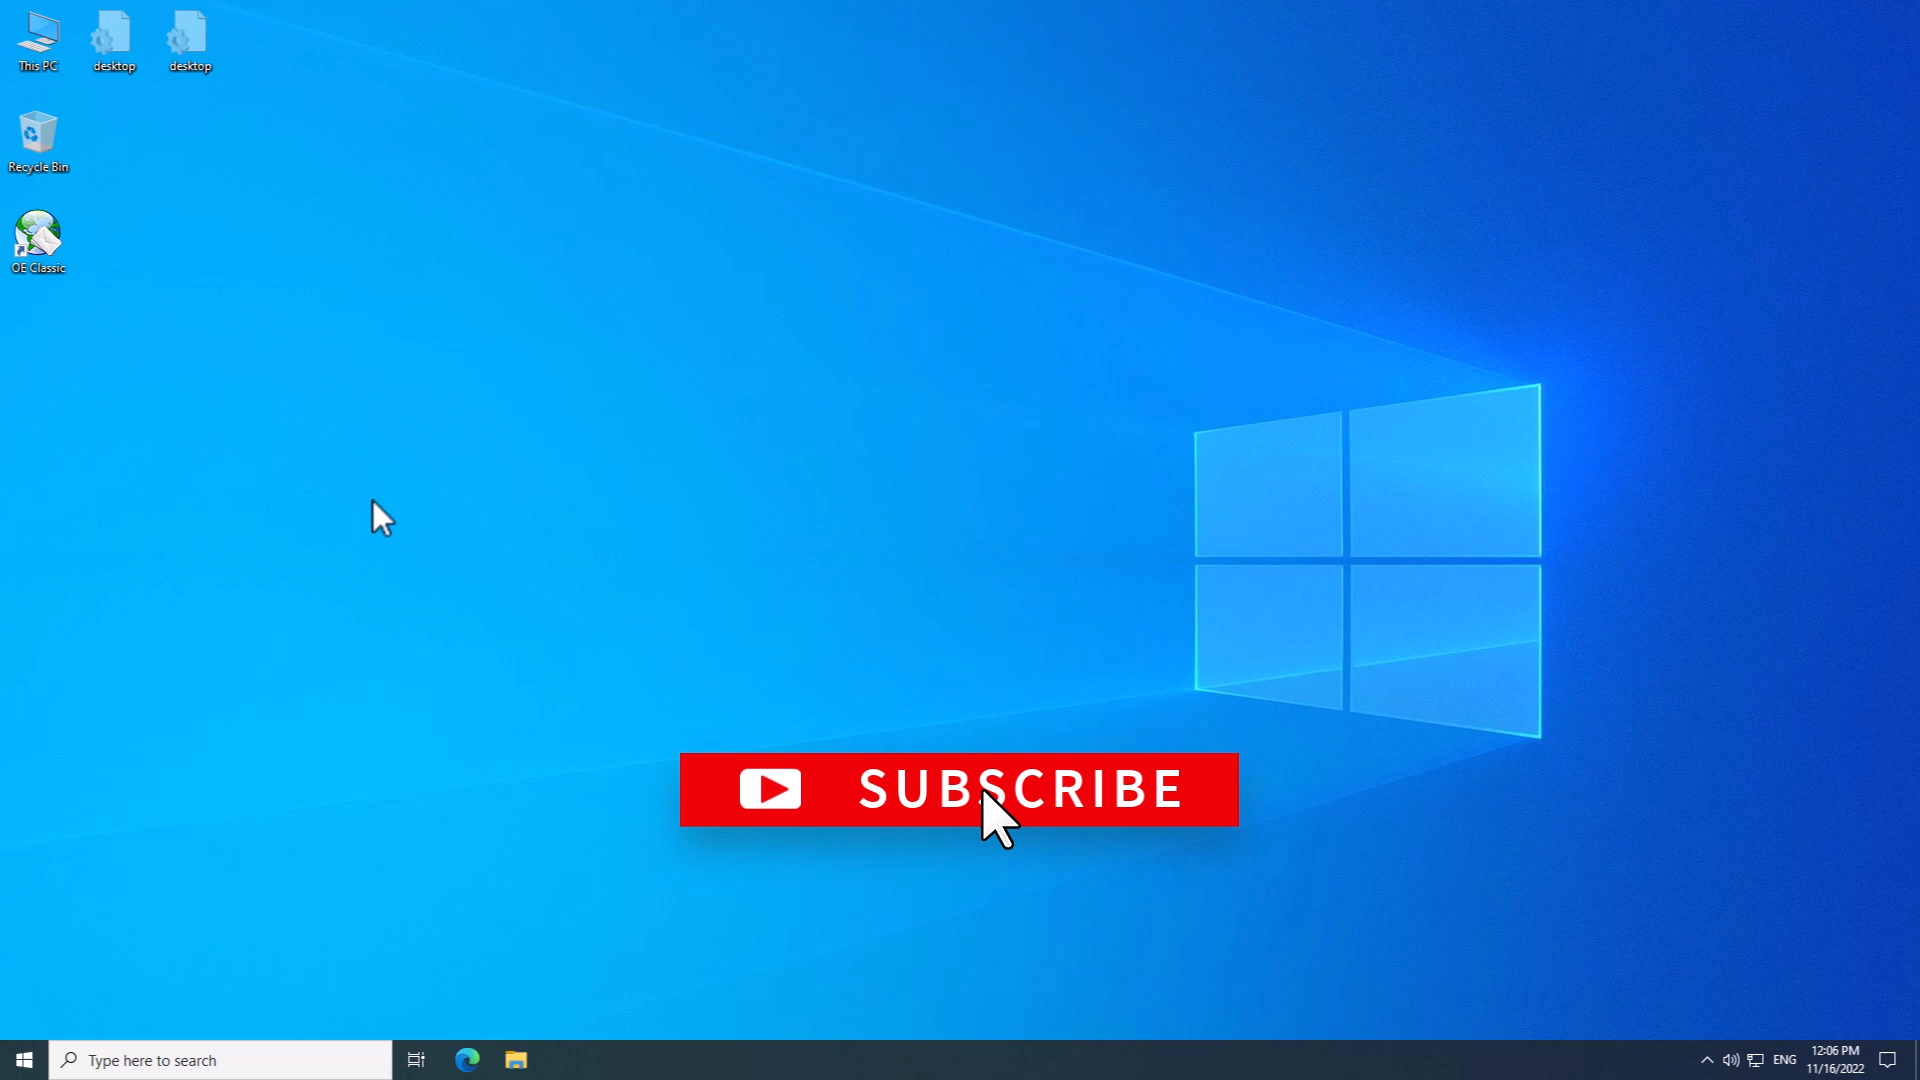 This PC
desktop
desktop
Recycle Bin
OE Classic
SUBSCRIBE
Type here to search
ENG
12:06 PM
11/16/2022